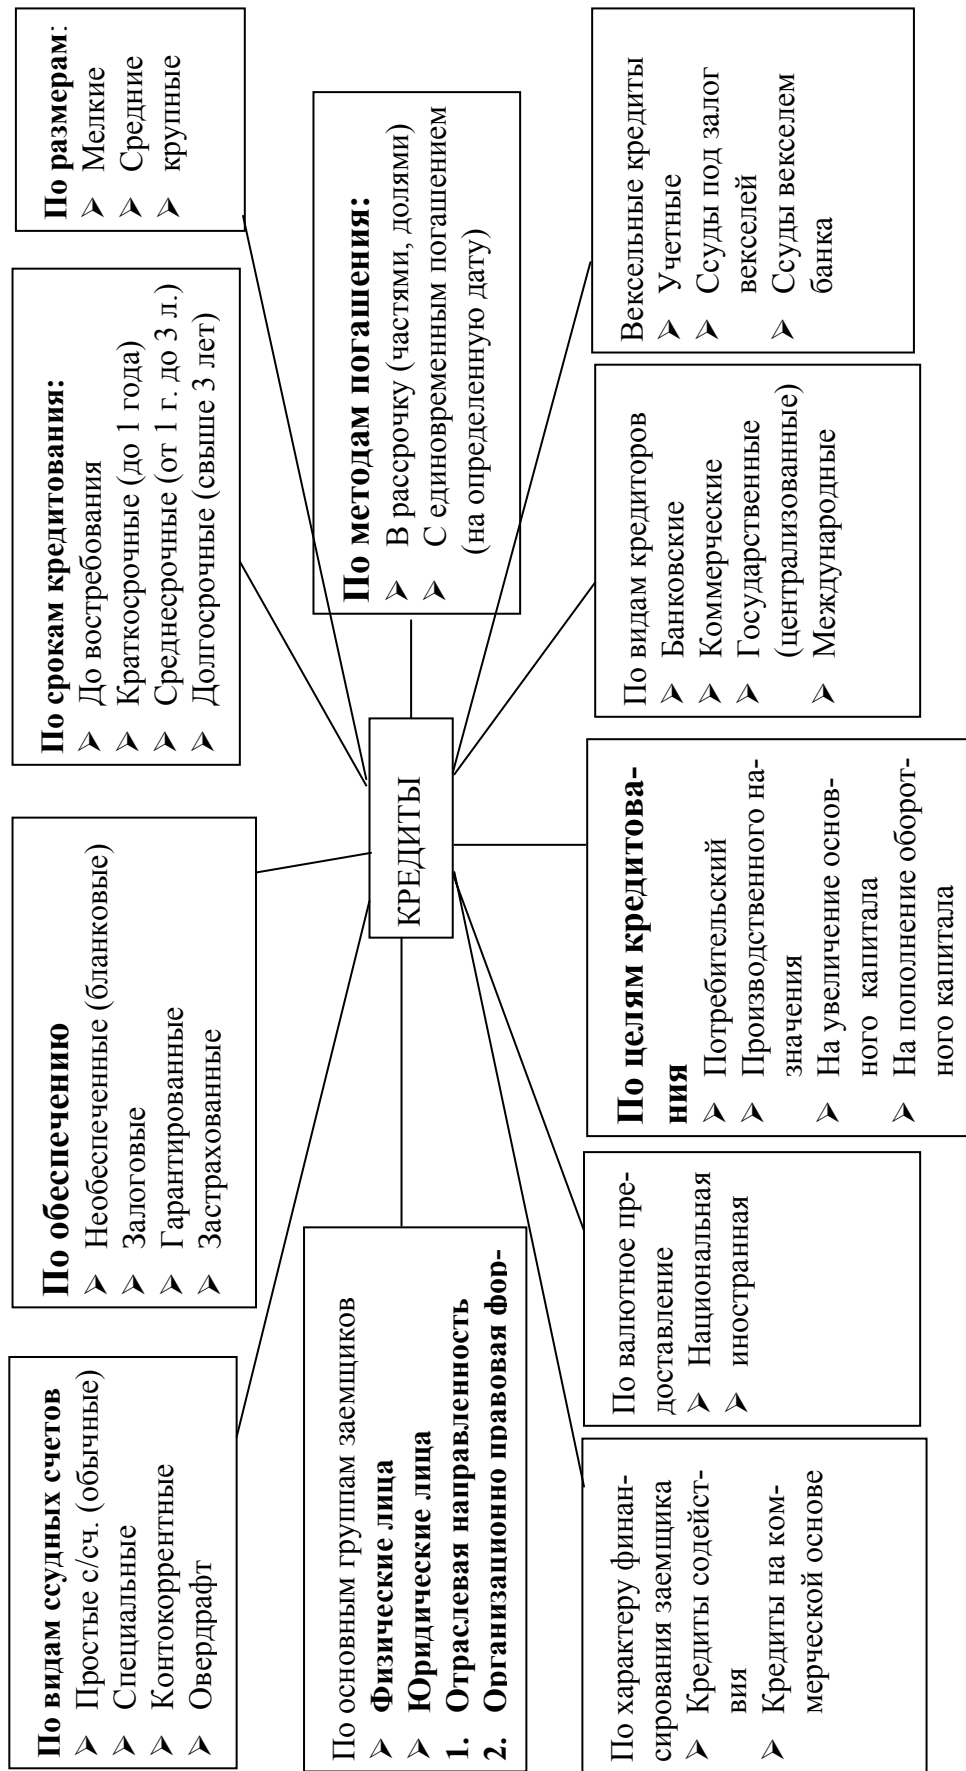 По видам ссудных счетов
➢ Простые с/сч. (обычные)
➢ Специальные
➢ Контокоррентные
➢ Овердрафт
По обеспечению
➢ Необеспеченные (бланковые)
➢ Залоговые
➢ Гарантированные
➢ Застрахованные
По срокам кредитования:
➢ До востребования
➢ Краткосрочные (до 1 года)
➢ Среднесрочные (от 1 г. до 3 л.)
➢ Долгосрочные (свыше 3 лет)
По размерам:
➢ Мелкие
➢ Средние
➢ крупные
По основным группам заемщиков
➢ Физические лица
➢ Юридические лица
1. Отраслевая направленность
2. Организационно правовая фор-
КРЕДИТЫ
По методам погашения:
➢ В рассрочку (частями, долями)
➢ С единовременным погашением
(на определенную дату)
По характеру финан-
сирования заемщика
➢ Кредиты содейст-
вия
➢ Кредиты на ком-
мерческой основе
По валютное пре-
доставление
➢ Национальная
➢ иностранная
По целям кредитова-
ния
➢ Потребительский
➢ Производственного на-
значения
➢ На увеличение основ-
ного капитала
➢ На пополнение оборот-
ного капитала
По видам кредиторов
➢ Банковские
➢ Коммерческие
➢ Государственные
(централизованные)
➢ Международные
Вексельные кредиты
➢ Учетные
➢ Ссуды под залог
векселей
➢ Ссуды векселем
банка